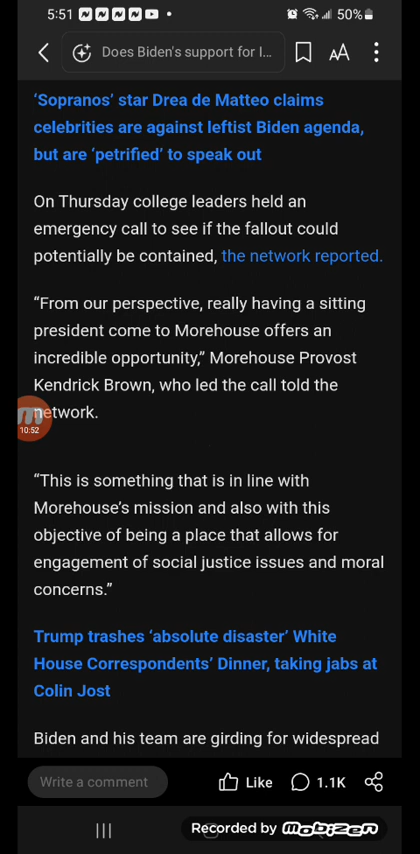 5:51
50%
Does Biden's support for I...
AA
‘Sopranos’ star Drea de Matteo claims
celebrities are against leftist Biden agenda,
but are ‘petrified’ to speak out
On Thursday college leaders held an
emergency call to see if the fallout could
potentially be contained, the network reported.
“From our perspective, really having a sitting
president come to Morehouse offers an
incredible opportunity,” Morehouse Provost
Kendrick Brown, who led the call told the
network.
10:52
“This is something that is in line with
Morehouse’s mission and also with this
objective of being a place that allows for
engagement of social justice issues and moral
concerns.”
Trump trashes ‘absolute disaster’ White
House Correspondents’ Dinner, taking jabs at
Colin Jost
Biden and his team are girding for widespread
Write a comment
Like
1.1K
Recorded by mobizen